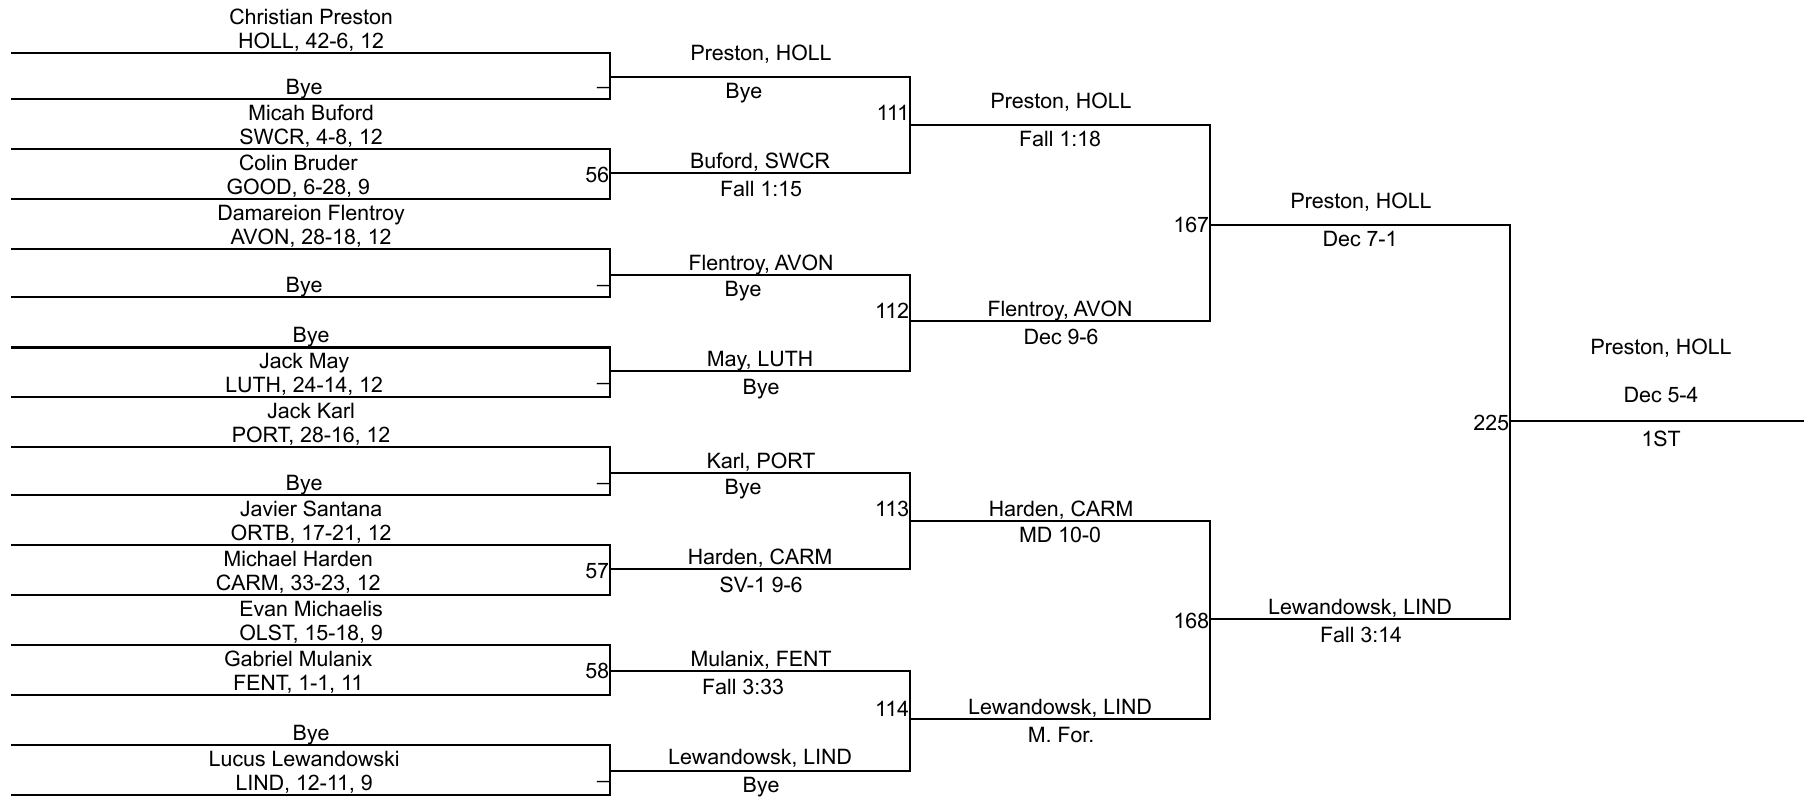 Christian Preston
HOLL, 42-6, 12
Bye
Micah Buford
SWCR, 4-8, 12
Colin Bruder
GOOD, 6-28, 9
Damareion Flentroy
AVON, 28-18, 12
Bye
Bye
Jack May
LUTH, 24-14, 12
Jack Karl
PORT, 28-16, 12
Bye
Javier Santana
ORTB, 17-21, 12
Michael Harden
CARM, 33-23, 12
Evan Michaelis
OLST, 15-18, 9
Gabriel Mulanix
FENT, 1-1, 11
Bye
Lucus Lewandowski
LIND, 12-11, 9
56
57
58
Preston, HOLL
Bye
Buford, SWCR
Fall 1:15
Flentroy, AVON
Bye
May, LUTH
Bye
Karl, PORT
Bye
Harden, CARM
SV-1 9-6
Mulanix, FENT
Fall 3:33
Lewandowsk, LIND
Bye
111
112
113
114
Preston, HOLL
Fall 1:18
Flentroy, AVON
Dec 9-6
Harden, CARM
MD 10-0
Lewandowsk, LIND
M. For.
167
168
Preston, HOLL
Dec 7-1
Lewandowsk, LIND
Fall 3:14
225
Preston, HOLL
Dec 5-4
1ST